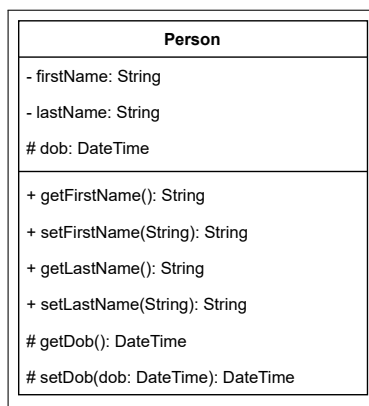 Person
- firstName: String
- lastName: String
# dob: DateTime
+ getFirstName(): String
+ setFirstName(String): String
+ getLastName(): String
+ setLastName(String): String
# getDob(): DateTime
# setDob(dob: DateTime): DateTime